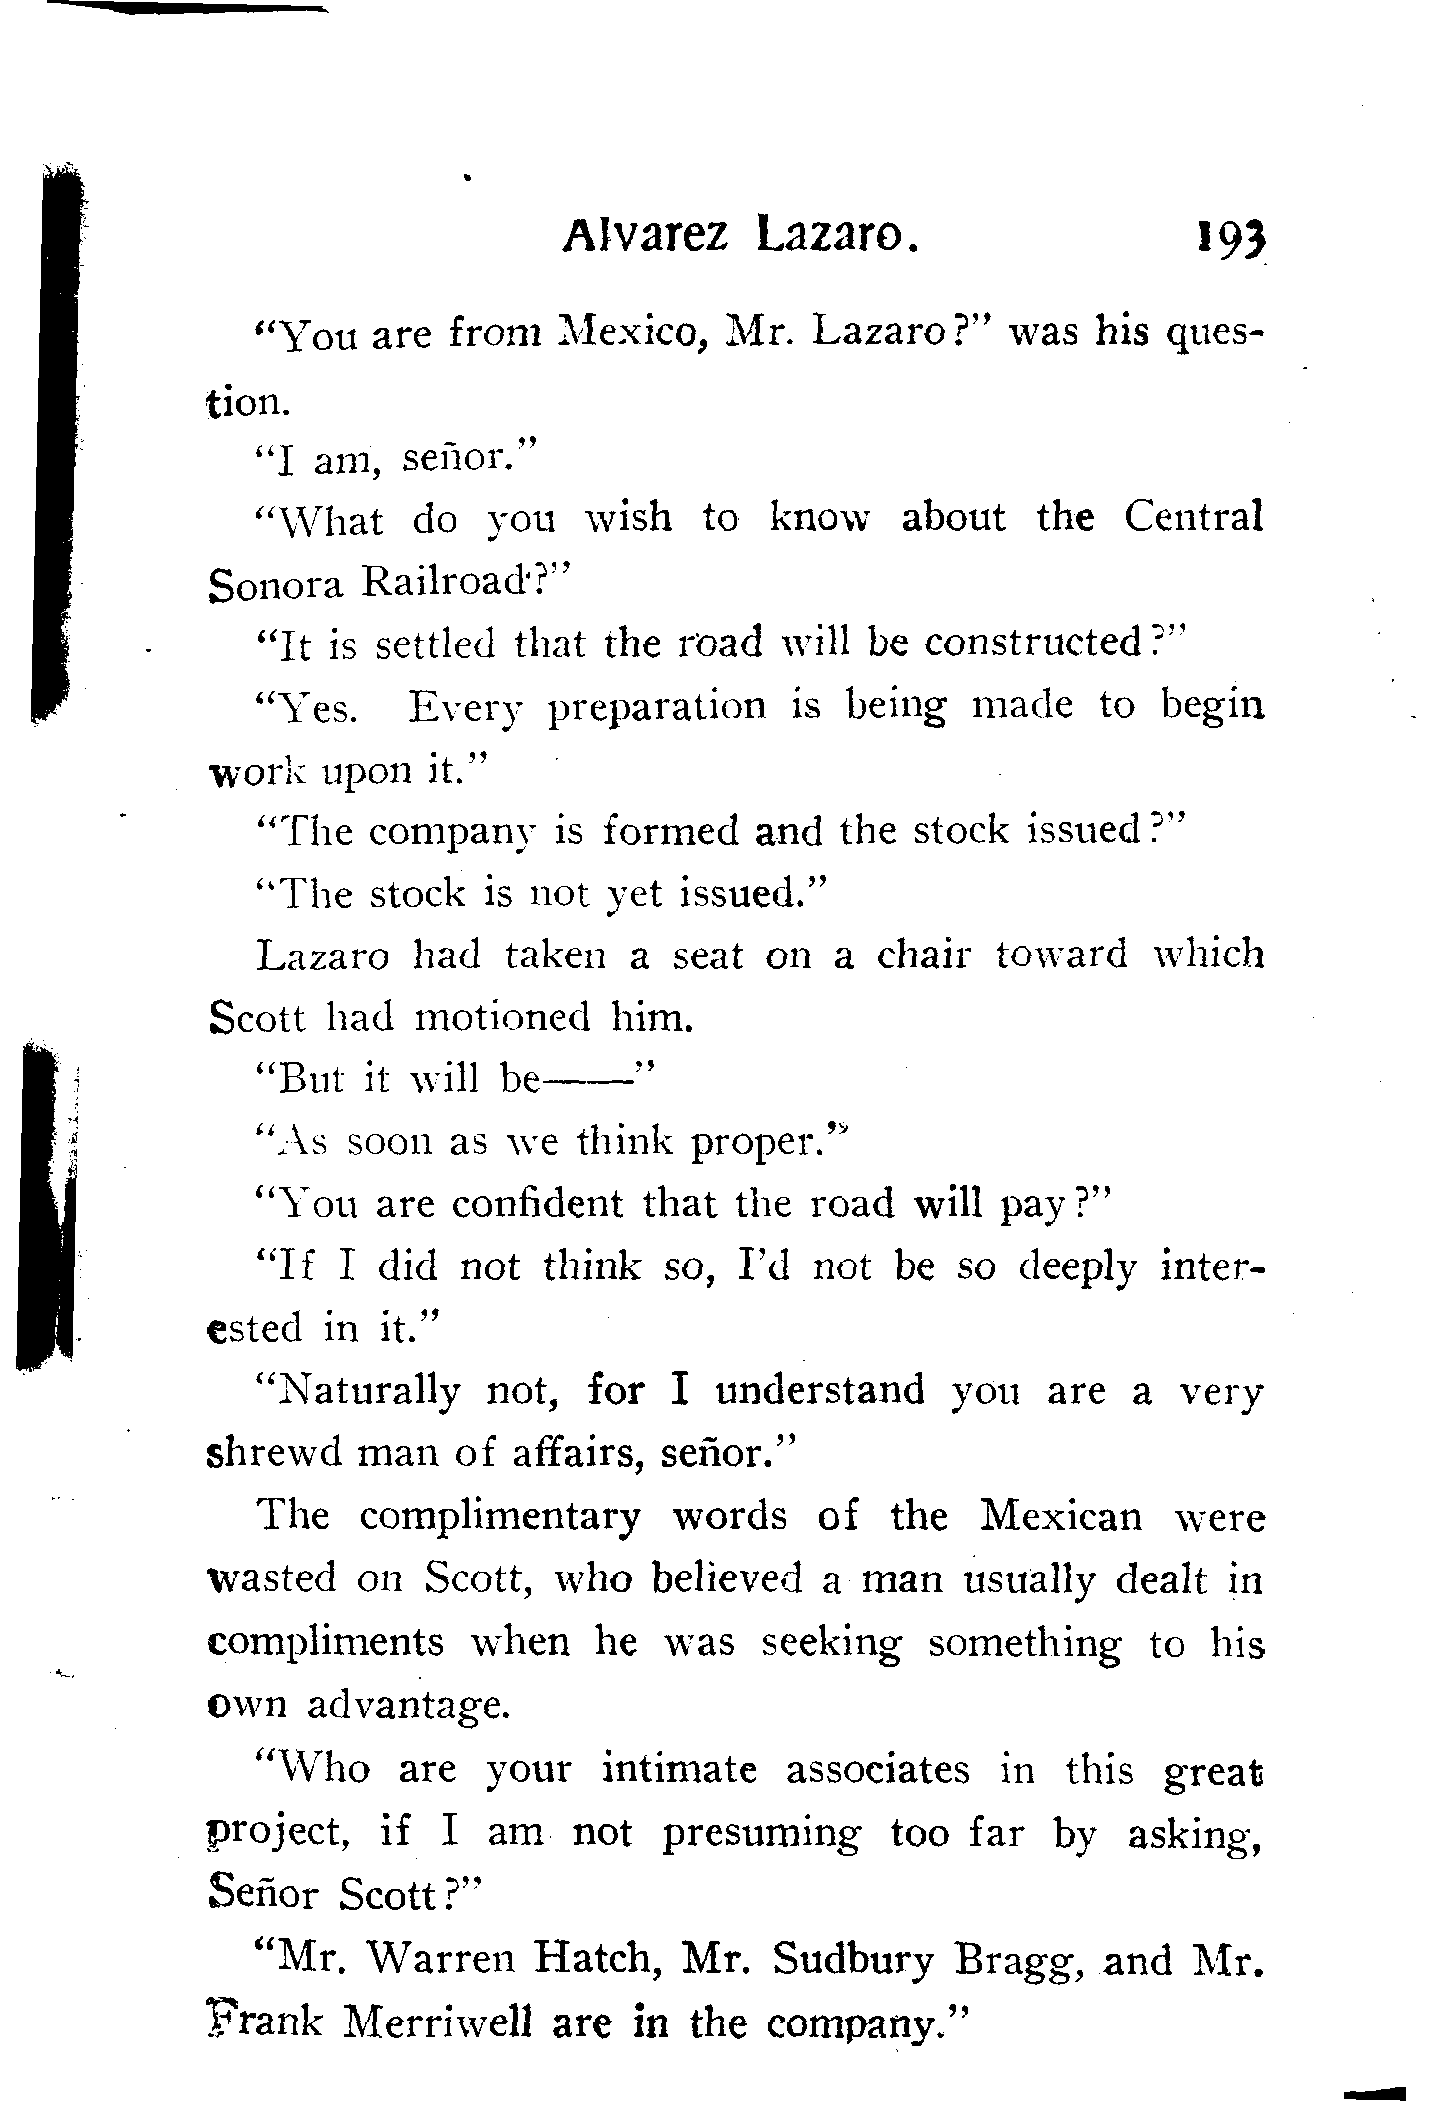 Alvarez Lazaro. 193
“You are from Mexico, Mr. Lazaro?” was his ques-
tion.
“I am, señor.”
“What do you wish to know about the Central
Sonora Railroad?”
“It is settled that the road will be constructed?”
“Yes. Every preparation is being made to begin
work upon it.”
“The company is formed and the stock issued?”
“The stock is not yet issued.”
Lazaro had taken a seat on a chair toward which
Scott had motioned him.
“But it will be——”
“As soon as we think proper.”
“You are confident that the road will pay?”
“If I did not think so, I’d not be so deeply inter-
ested in it.”
“Naturally not, for I understand you are a very
shrewd man of affairs, señor.”
The complimentary words of the Mexican were
wasted on Scott, who believed a man usually dealt in
compliments when he was seeking something to his
own advantage.
“Who are your intimate associates in this great
project, if I am not presuming too far by asking,
Señor Scott?”
“Mr. Warren Hatch, Mr. Sudbury Bragg, and Mr.
Frank Merriwell are in the company.”